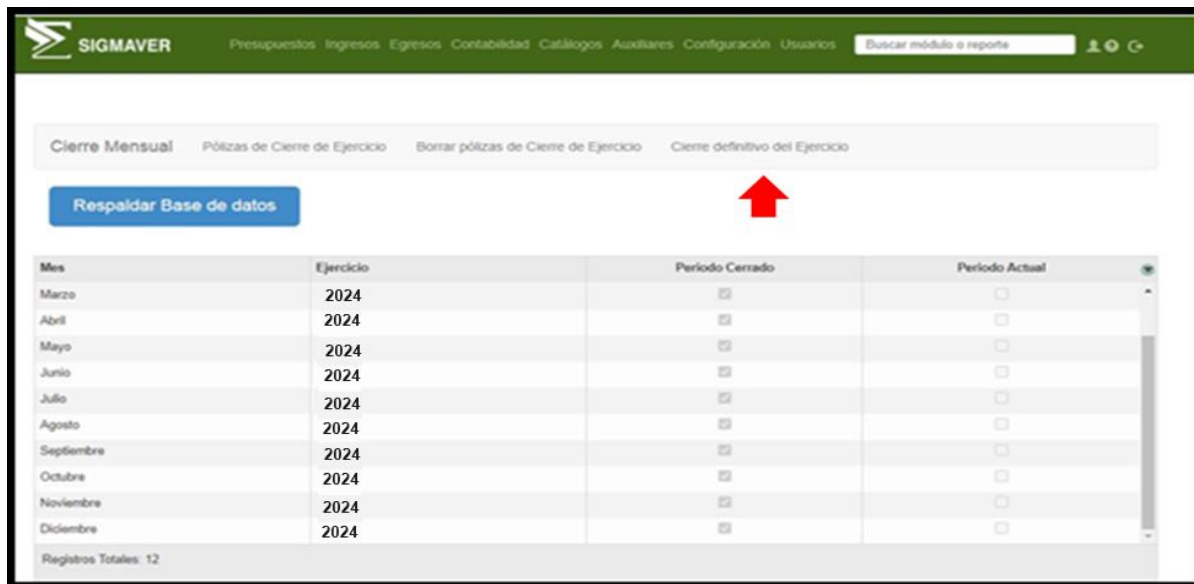 SIGMAVER Presupuestos Ingresos Egresos Contabilidad Catálogos Auxiliares Configuración Usuarios Buscar módulo o reporte
Cierre Mensual Pólizas de Cierre de Ejercicio Borrar pólizas de Cierre de Ejercicio Cierre definitivo del Ejercicio
Respaldar Base de datos
Mes Ejercicio Periodo Cerrado Periodo Actual
Marzo 2024
Abril 2024
Mayo 2024
Junio 2024
Julio 2024
Agosto 2024
Septiembre 2024
Octubre 2024
Noviembre 2024
Diciembre 2024
Registros Totales: 12